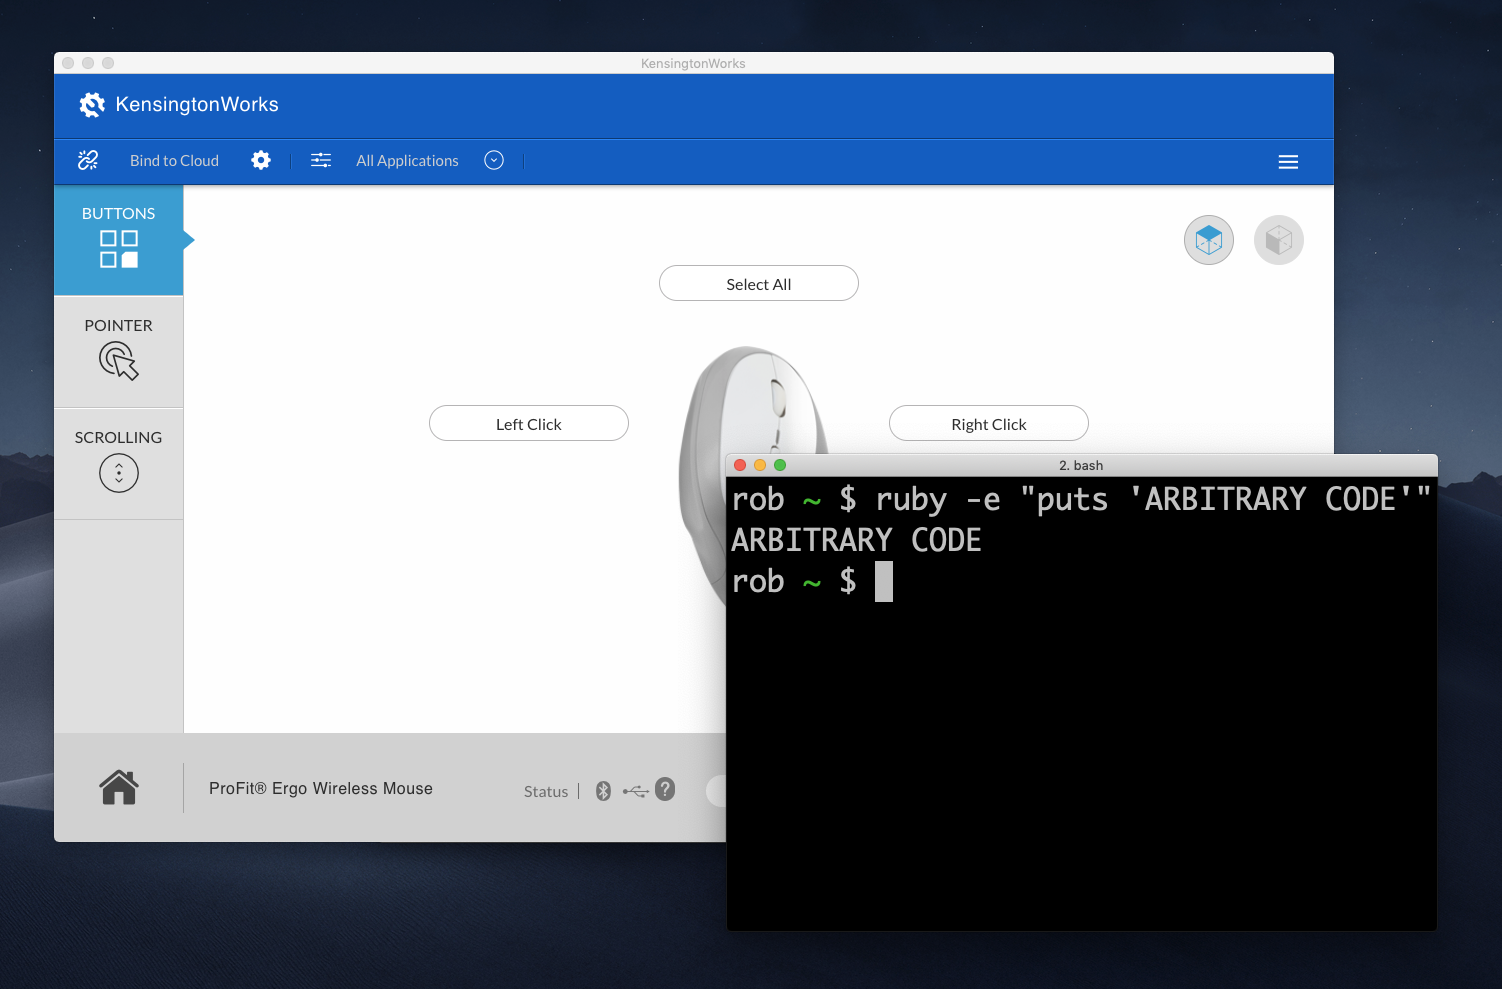 KensingtonWorks
KensingtonWorks
Bind to Cloud
All Applications
BUTTONS
POINTER
SCROLLING
Select All
Left Click
Right Click
ProFit® Ergo Wireless Mouse
Status
?
2. bash
rob ~ $ ruby -e "puts 'ARBITRARY CODE'"
ARBITRARY CODE
rob ~ $